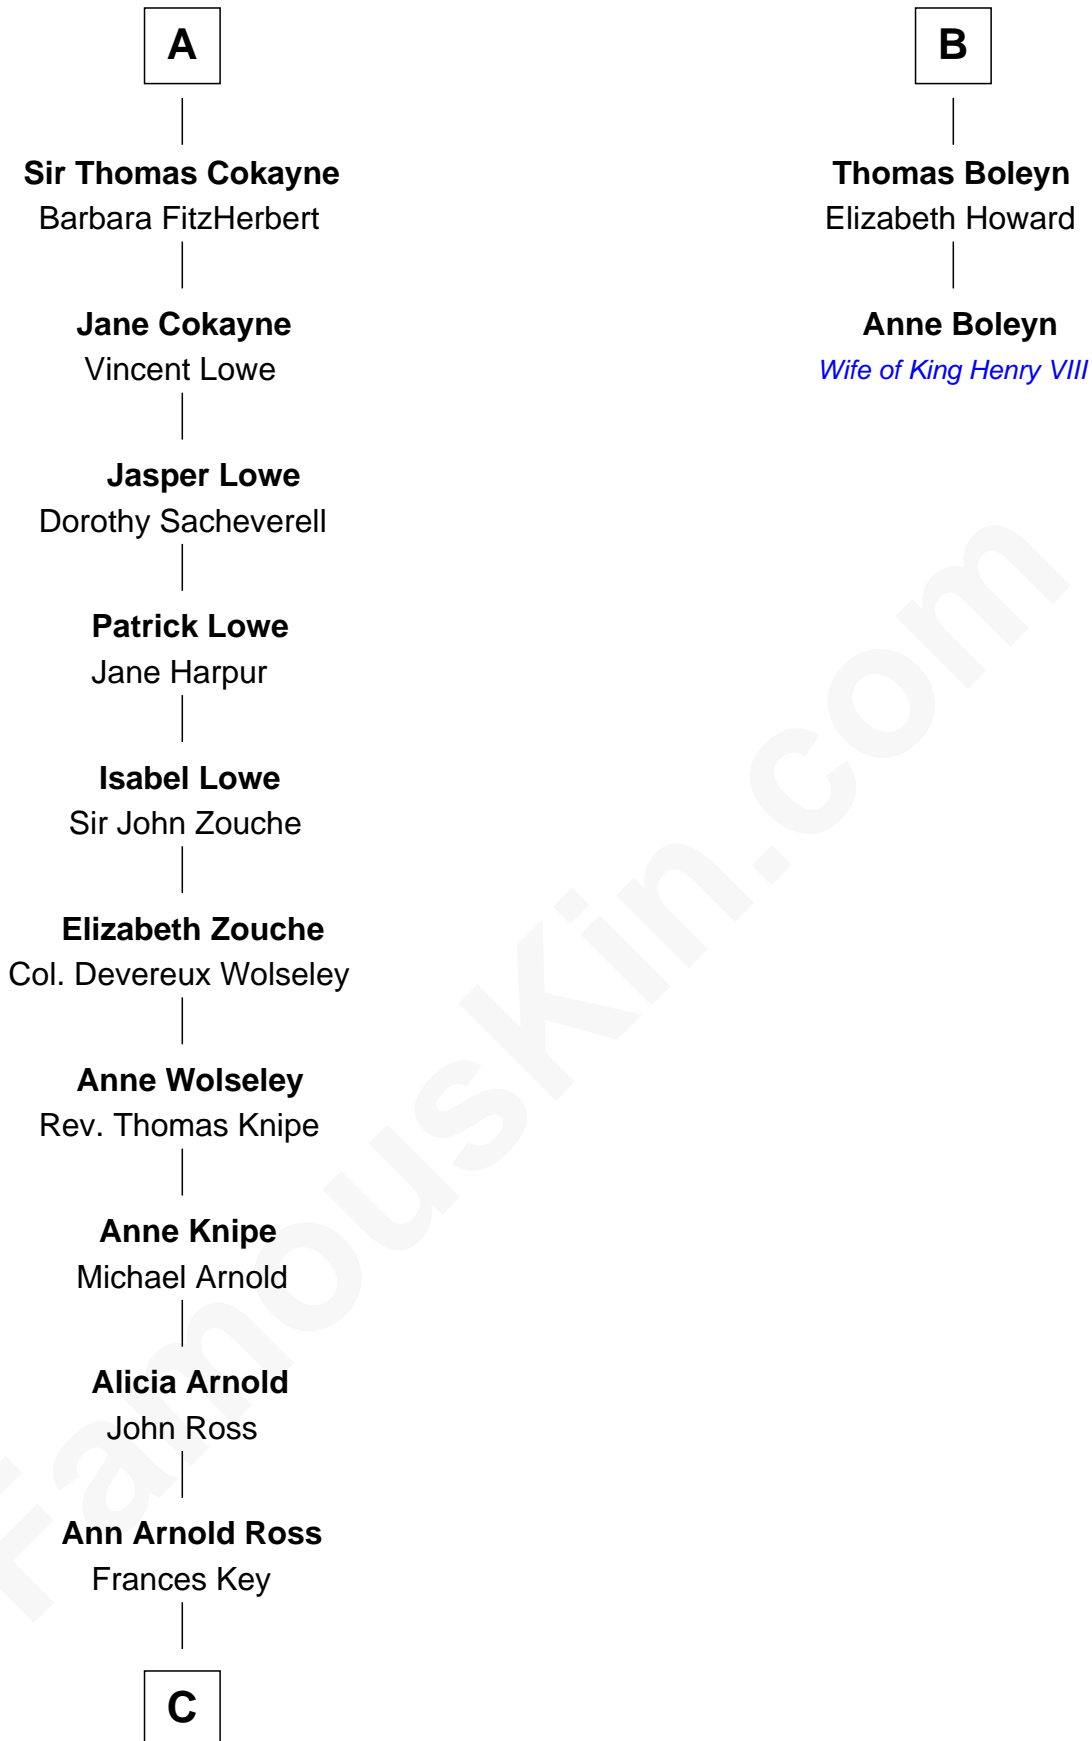 A
Sir Thomas Cokayne
Barbara FitzHerbert
Jane Cokayne
Vincent Lowe
Jasper Lowe
Dorothy Sacheverell
Patrick Lowe
Jane Harpur
Isabel Lowe
Sir John Zouche
Elizabeth Zouche
Col. Devereux Wolseley
Anne Wolseley
Rev. Thomas Knipe
Anne Knipe
Michael Arnold
Alicia Arnold
John Ross
Ann Arnold Ross
Frances Key
C
B
Thomas Boleyn
Elizabeth Howard
Anne Boleyn
Wife of King Henry VIII
FamousKin.com